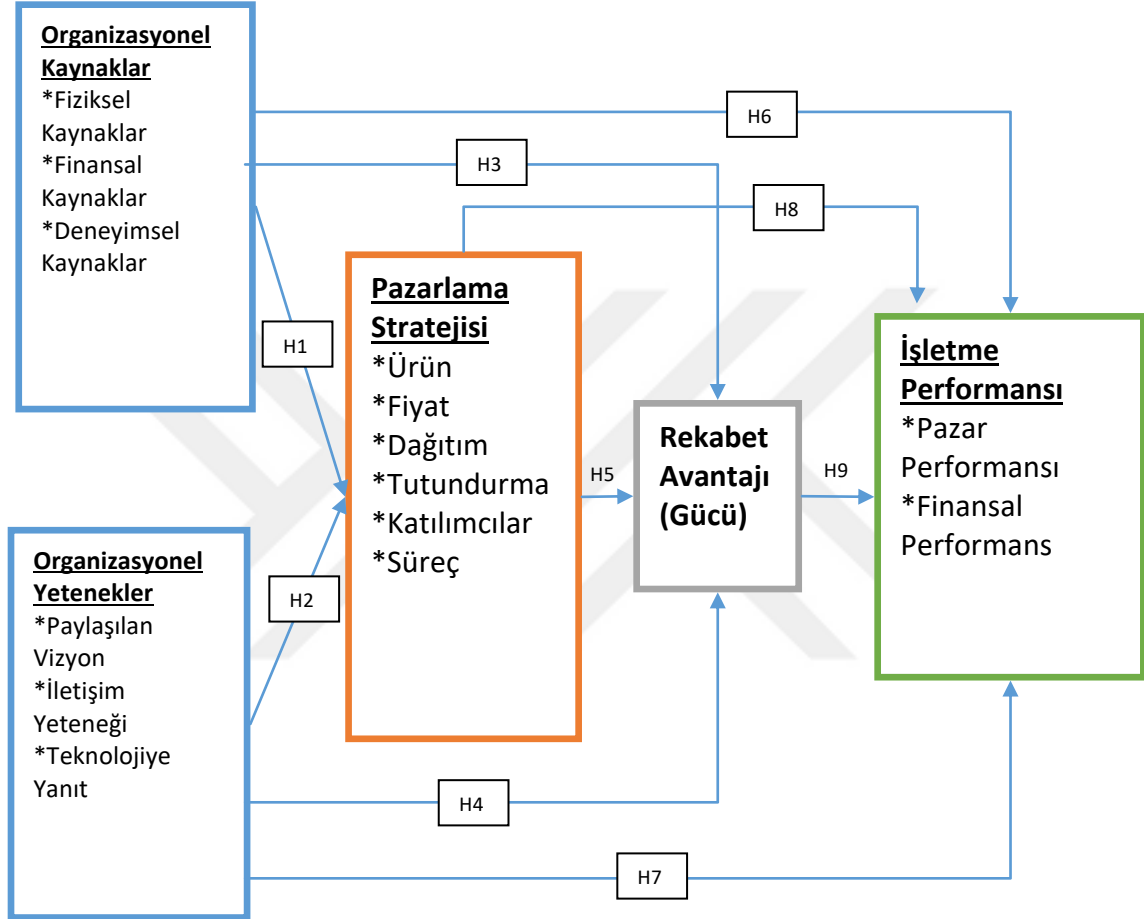 Organizasyonel
Kaynaklar
*Fiziksel
Kaynaklar
*Finansal
Kaynaklar
*Deneyimsel
Kaynaklar
H6
H3
H8
H1
Pazarlama
Stratejisi
*Ürün
*Fiyat
*Dağıtım
*Tutundurma
*Katılımcılar
*Süreç
H5
Rekabet
Avantajı
(Gücü)
H9
İşletme
Performansı
*Pazar
Performansı
*Finansal
Performans
Organizasyonel
Yetenekler
*Paylaşılan
Vizyon
*İletişim
Yeteneği
*Teknolojiye
Yanıt
H2
H4
H7